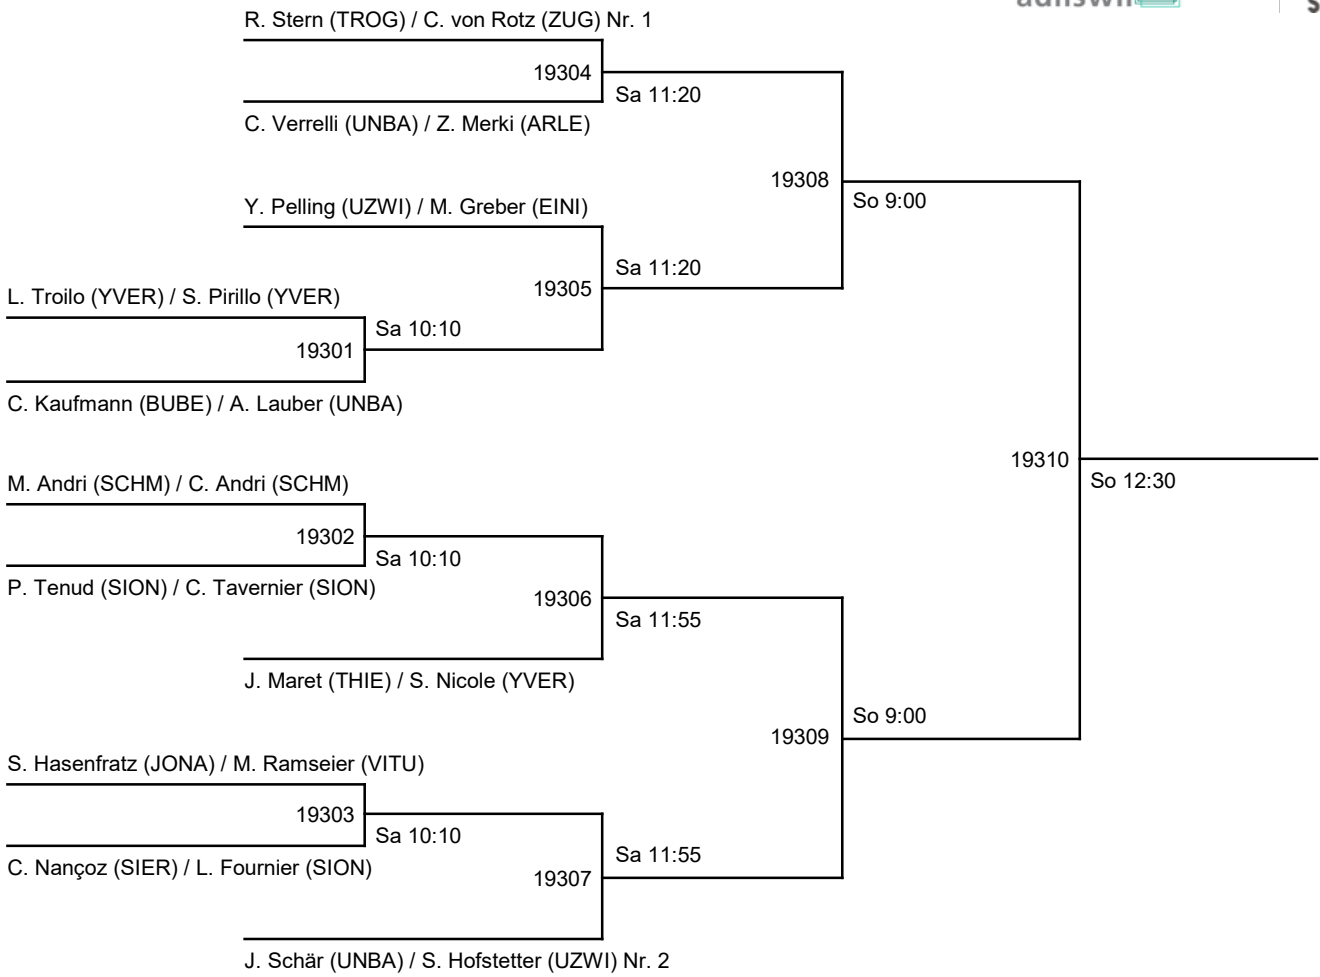 R. Stern (TROG) / C. von Rotz (ZUG) Nr. 1
19304
Sa 11:20
C. Verrelli (UNBA) / Z. Merki (ARLE)
19308
So 9:00
Y. Pelling (UZWI) / M. Greber (EINI)
Sa 11:20
19305
L. Troilo (YVER) / S. Pirillo (YVER)
Sa 10:10
19301
C. Kaufmann (BUBE) / A. Lauber (UNBA)
19310
So 12:30
M. Andri (SCHM) / C. Andri (SCHM)
19302
Sa 10:10
P. Tenud (SION) / C. Tavernier (SION)
19306
Sa 11:55
J. Maret (THIE) / S. Nicole (YVER)
So 9:00
19309
S. Hasenfratz (JONA) / M. Ramseier (VITU)
19303
Sa 10:10
C. Nançoz (SIER) / L. Fournier (SION)
Sa 11:55
19307
J. Schär (UNBA) / S. Hofstetter (UZWI) Nr. 2